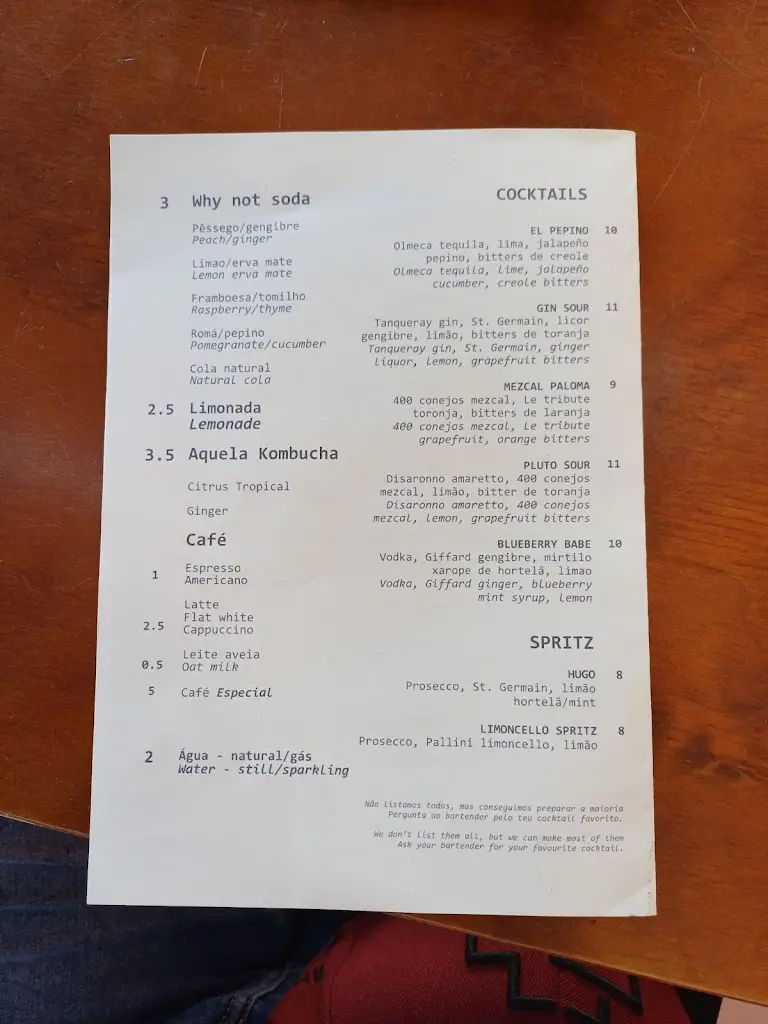 3 Why not soda
Pêssego/gengibre
Peach/ginger
Limao/erva mate
Lemon erva mate
Framboesa/tomilho
Raspberry/thyme
Romã/pepino
Pomegranate/cucumber
Cola natural
Natural cola
2.5 Limonada
Lemonade
3.5 Aquela Kombucha
Citrus Tropical
Ginger
Café
Espresso
1 Americano
Latte
Flat white
2.5 Cappuccino
Leite aveia
0.5 Oat milk
5 Café Especial
2 Água - natural/gás
Water - still/sparkling
COCKTAILS
EL PEPINO 10
Olmeca tequila, lima, jalapeño
pepino, bitters de creole
Olmeca tequila, lime, jalapeño
cucumber, creole bitters
GIN SOUR 11
Tanqueray gin, St. Germain, licor
gengibre, limão, bitters de toranja
Tanqueray gin, St. Germain, ginger
liquor, lemon, grapefruit bitters
MEZCAL PALOMA 9
400 conejos mezcal, Le tribute
toronja, bitters de laranja
400 conejos mezcal, Le tribute
grapefruit, orange bitters
PLUTO SOUR 11
Disaronno amaretto, 400 conejos
mezcal, limão, bitter de toranja
Disaronno amaretto, 400 conejos
mezcal, lemon, grapefruit bitters
BLUEBERRY BABE 10
Vodka, Giffard gengibre, mirtilo
xarope de hortelã, limao
Vodka, Giffard ginger, blueberry
mint syrup, lemon
SPRITZ
HUGO 8
Prosecco, St. Germain, limão
hortelã/mint
LIMONCELLO SPRITZ 8
Prosecco, Pallini limoncello, limão
Não listamos todos, mas conseguimos preparar a maioria
Pergunta ao bartender pelo teu cocktail favorito.
We don't list them all, but we can make most of them
Ask your bartender for your favourite cocktail.